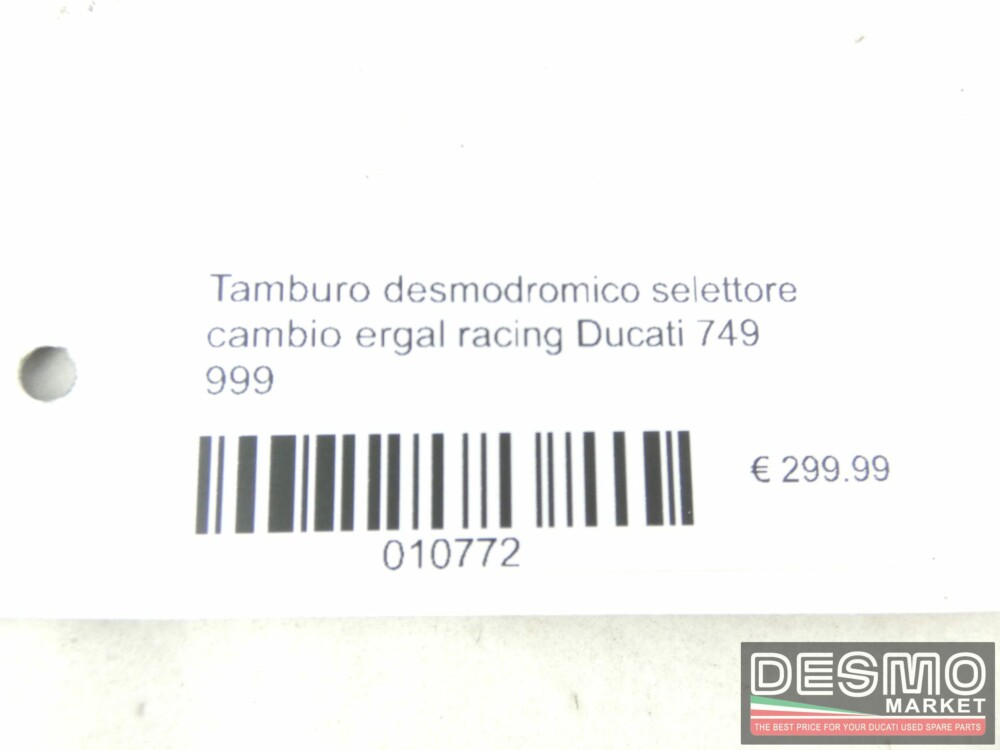 Tamburo desmodromico selettore
cambio ergal racing Ducati 749
999
€ 299.99
010772
DESMO
MARKET
THE BEST PRICE FOR YOUR DUCATI USED SPARE PARTS